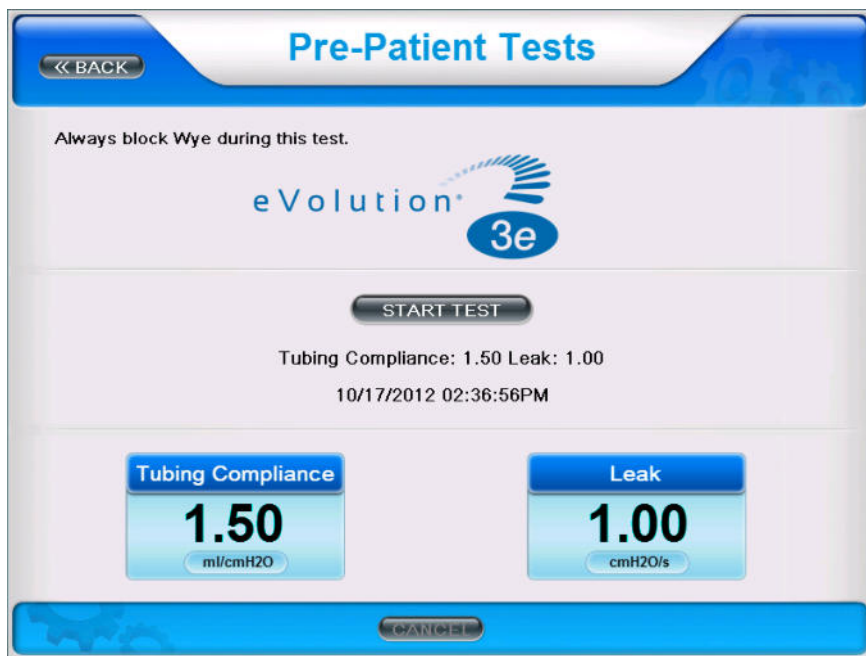 Pre-Patient Tests
<< BACK
Always block Wye during this test.
eVolution®
3e
START TEST
Tubing Compliance: 1.50 Leak: 1.00
10/17/2012 02:36:56PM
Tubing Compliance
1.50
ml/cmH2O
Leak
1.00
cmH2O/s
CANCEL